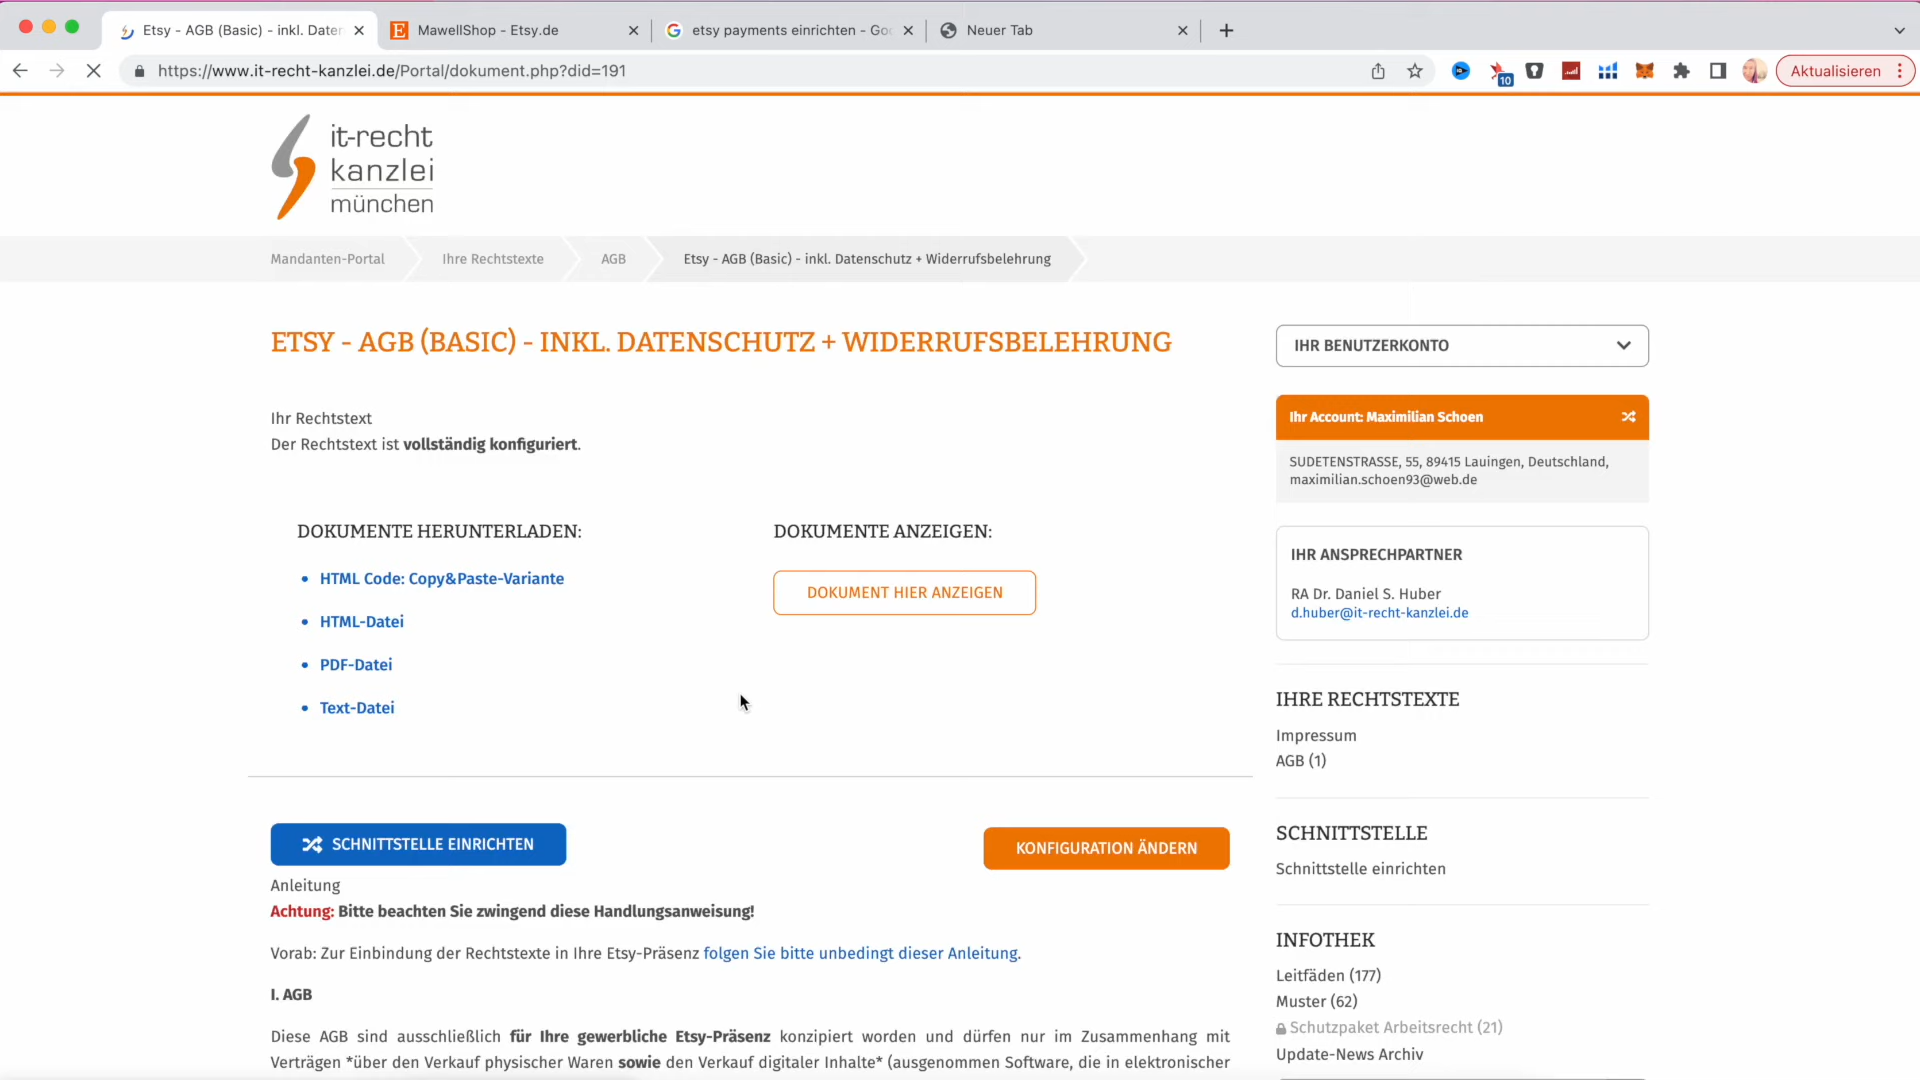 Etsy - AGB (Basic) - inkl. Daten
MawellShop - Etsy.de
etsy payments einrichten - Goo
Neuer Tab
https://www.it-recht-kanzlei.de/Portal/dokument.php?did=191
10
Aktualisieren
it-recht
kanzlei
münchen
Mandanten-Portal
Ihre Rechtstexte
AGB
Etsy - AGB (Basic) - inkl. Datenschutz + Widerrufsbelehrung
ETSY - AGB (BASIC) - INKL. DATENSCHUTZ + WIDERRUFSBELEHRUNG
Ihr Rechtstext
Der Rechtstext ist vollständig konfiguriert.
DOKUMENTE HERUNTERLADEN:
HTML Code: Copy&Paste-Variante
HTML-Datei
PDF-Datei
Text-Datei
DOKUMENTE ANZEIGEN:
DOKUMENT HIER ANZEIGEN
SCHNITTSTELLE EINRICHTEN
KONFIGURATION ÄNDERN
Anleitung
Achtung: Bitte beachten Sie zwingend diese Handlungsanweisung!
Vorab: Zur Einbindung der Rechtstexte in Ihre Etsy-Präsenz folgen Sie bitte unbedingt dieser Anleitung.
I. AGB
Diese AGB sind ausschließlich für Ihre gewerbliche Etsy-Präsenz konzipiert worden und dürfen nur im Zusammenhang mit
Verträgen *über den Verkauf physischer Waren sowie den Verkauf digitaler Inhalte* (ausgenommen Software, die in elektronischer
IHR BENUTZERKONTO
Ihr Account: Maximilian Schoen
SUDETENSTRASSE, 55, 89415 Lauingen, Deutschland,
maximilian.schoen93@web.de
IHR ANSPRECHPARTNER
RA Dr. Daniel S. Huber
d.huber@it-recht-kanzlei.de
IHRE RECHTSTEXTE
Impressum
AGB (1)
SCHNITTSTELLE
Schnittstelle einrichten
INFOTHEK
Leitfäden (177)
Muster (62)
Schutzpaket Arbeitsrecht (21)
Update-News Archiv